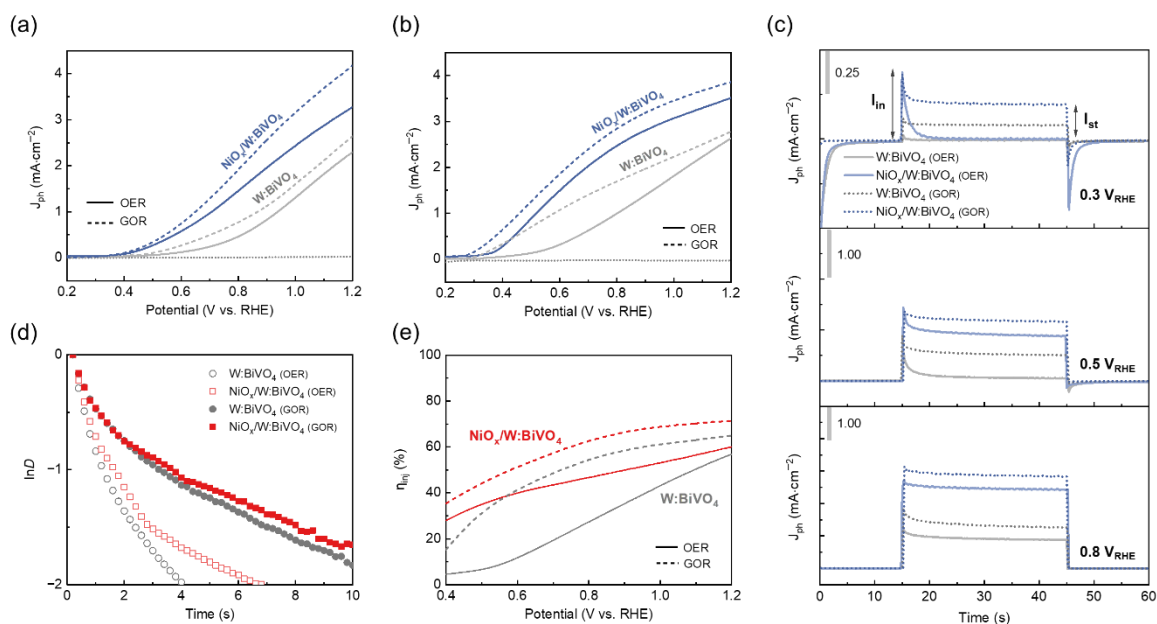 (a)
J_ph (mA·cm⁻²)
4
3
2
1
0
NiOₓ/W:BiVO₄
W:BiVO₄
OER
GOR
0.2 0.4 0.6 0.8 1.0 1.2
Potential (V vs. RHE)
(b)
J_ph (mA·cm⁻²)
4
3
2
1
0
NiOₓ/W:BiVO₄
W:BiVO₄
OER
GOR
0.2 0.4 0.6 0.8 1.0 1.2
Potential (V vs. RHE)
(c)
0.25
I_in
I_st
W:BiVO₄ (OER)
NiOₓ/W:BiVO₄ (OER)
W:BiVO₄ (GOR)
NiOₓ/W:BiVO₄ (GOR)
0.3 V_RHE
J_ph (mA·cm⁻²)
1.00
0.5 V_RHE
J_ph (mA·cm⁻²)
1.00
0.8 V_RHE
J_ph (mA·cm⁻²)
0 10 20 30 40 50 60
Time (s)
(d)
lnD
0
−1
−2
W:BiVO₄ (OER)
NiOₓ/W:BiVO₄ (OER)
W:BiVO₄ (GOR)
NiOₓ/W:BiVO₄ (GOR)
0 2 4 6 8 10
Time (s)
(e)
η_inj (%)
100
80
60
40
20
0
NiOₓ/W:BiVO₄
W:BiVO₄
OER
GOR
0.4 0.6 0.8 1.0 1.2
Potential (V vs. RHE)